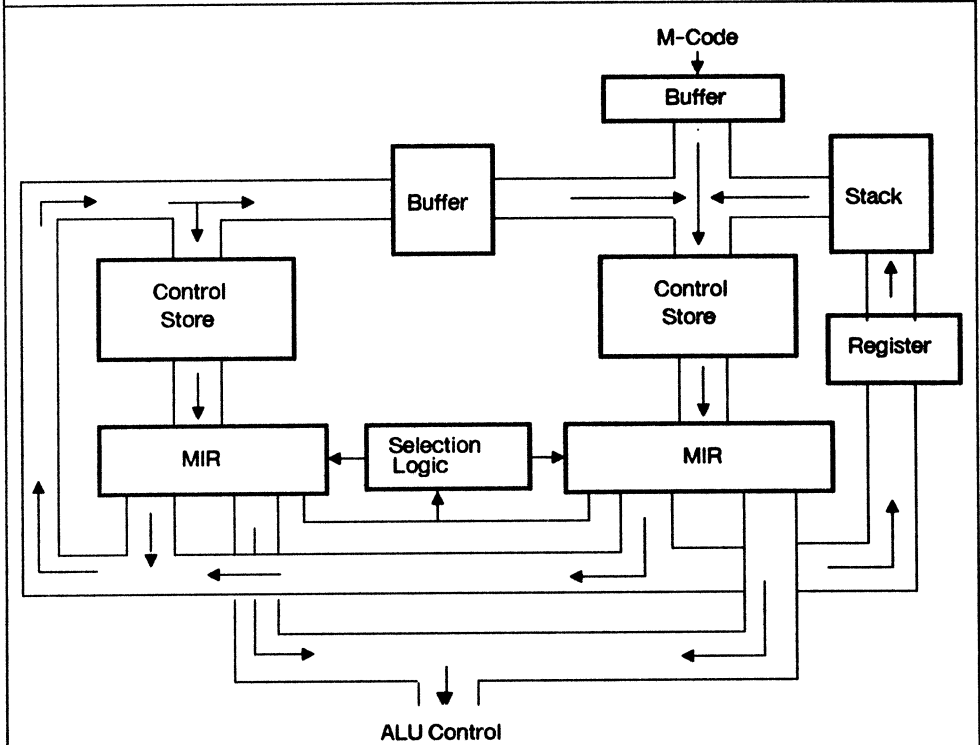 M-Code
Buffer
Buffer
Stack
Control
Store
Control
Store
Register
MIR
Selection
Logic
MIR
ALU Control